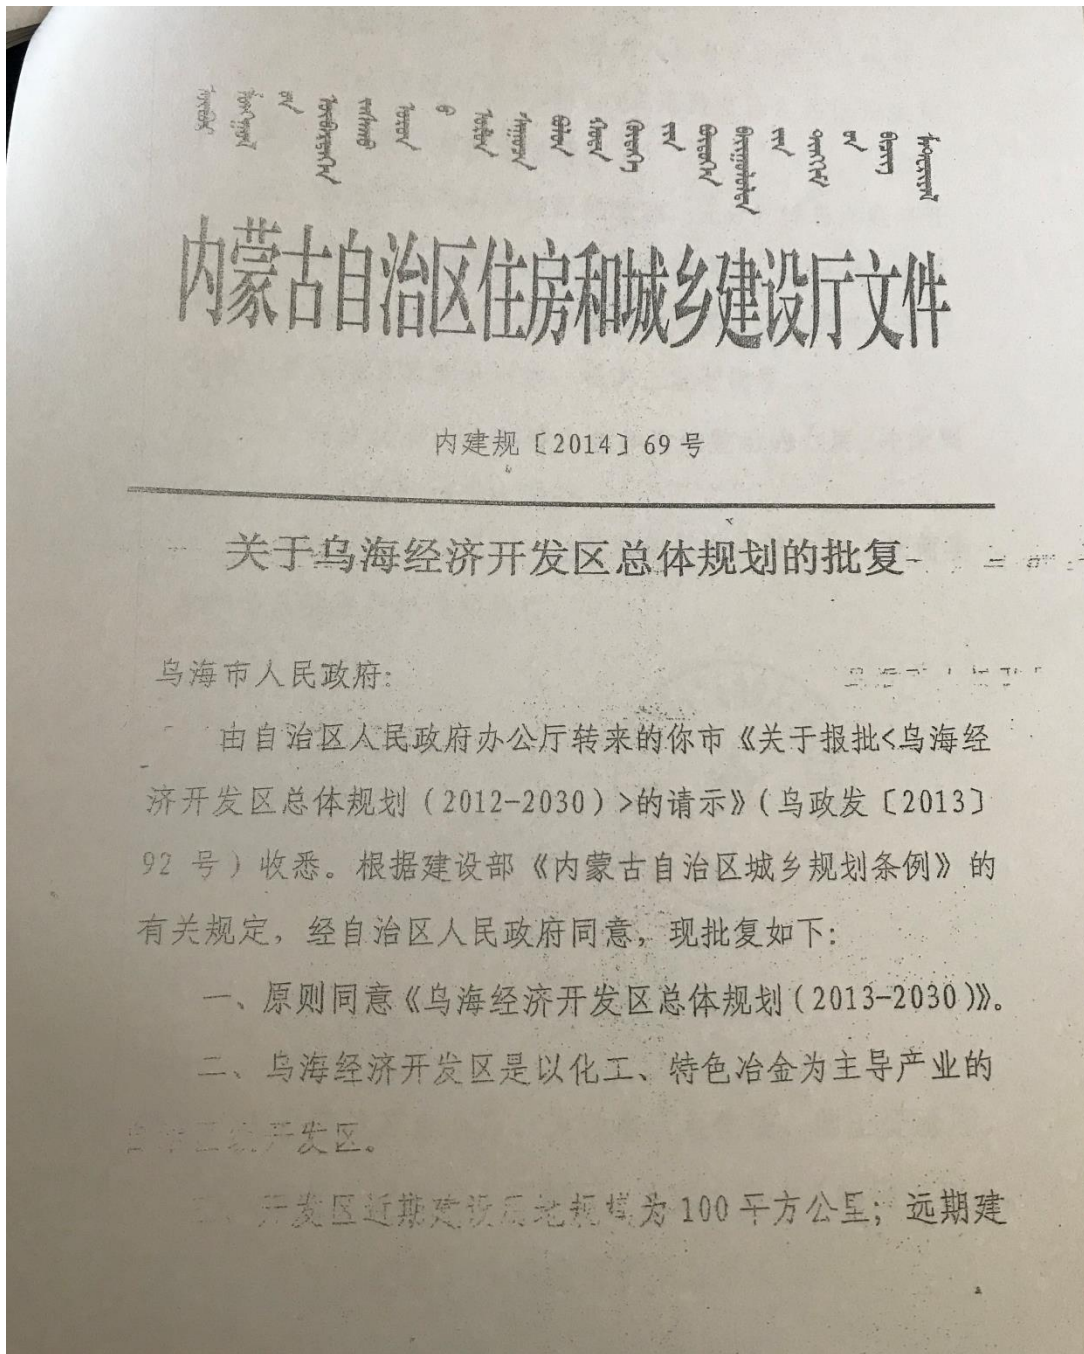 内蒙古自治区住房和城乡建设厅文件
内建规〔2014〕69号
关于乌海经济开发区总体规划的批复
乌海市人民政府:
由自治区人民政府办公厅转来的你市《关于报批<乌海经
济开发区总体规划(2012-2030)>的请示》(乌政发〔2013〕
92号)收悉。根据建设部《内蒙古自治区城乡规划条例》的
有关规定,经自治区人民政府同意,现批复如下:
一、原则同意《乌海经济开发区总体规划(2013-2030)》。
二、乌海经济开发区是以化工、特色冶金为主导产业的
开发区。
开发区近期建设用地规模为100平方公里;远期建